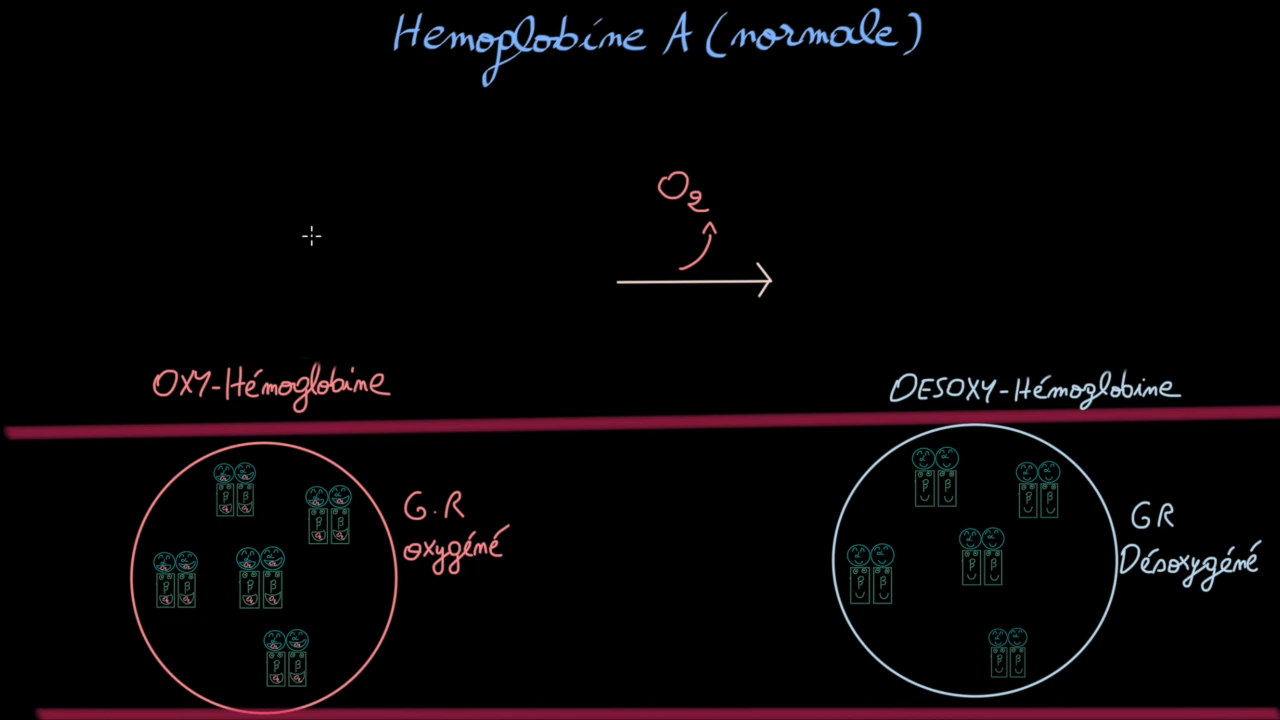 Hemoglobine A (normale)
O2
OXY-Hémoglobine
DESOXY-Hémoglobine
G.R
oxygéné
GR
Désoxygéné